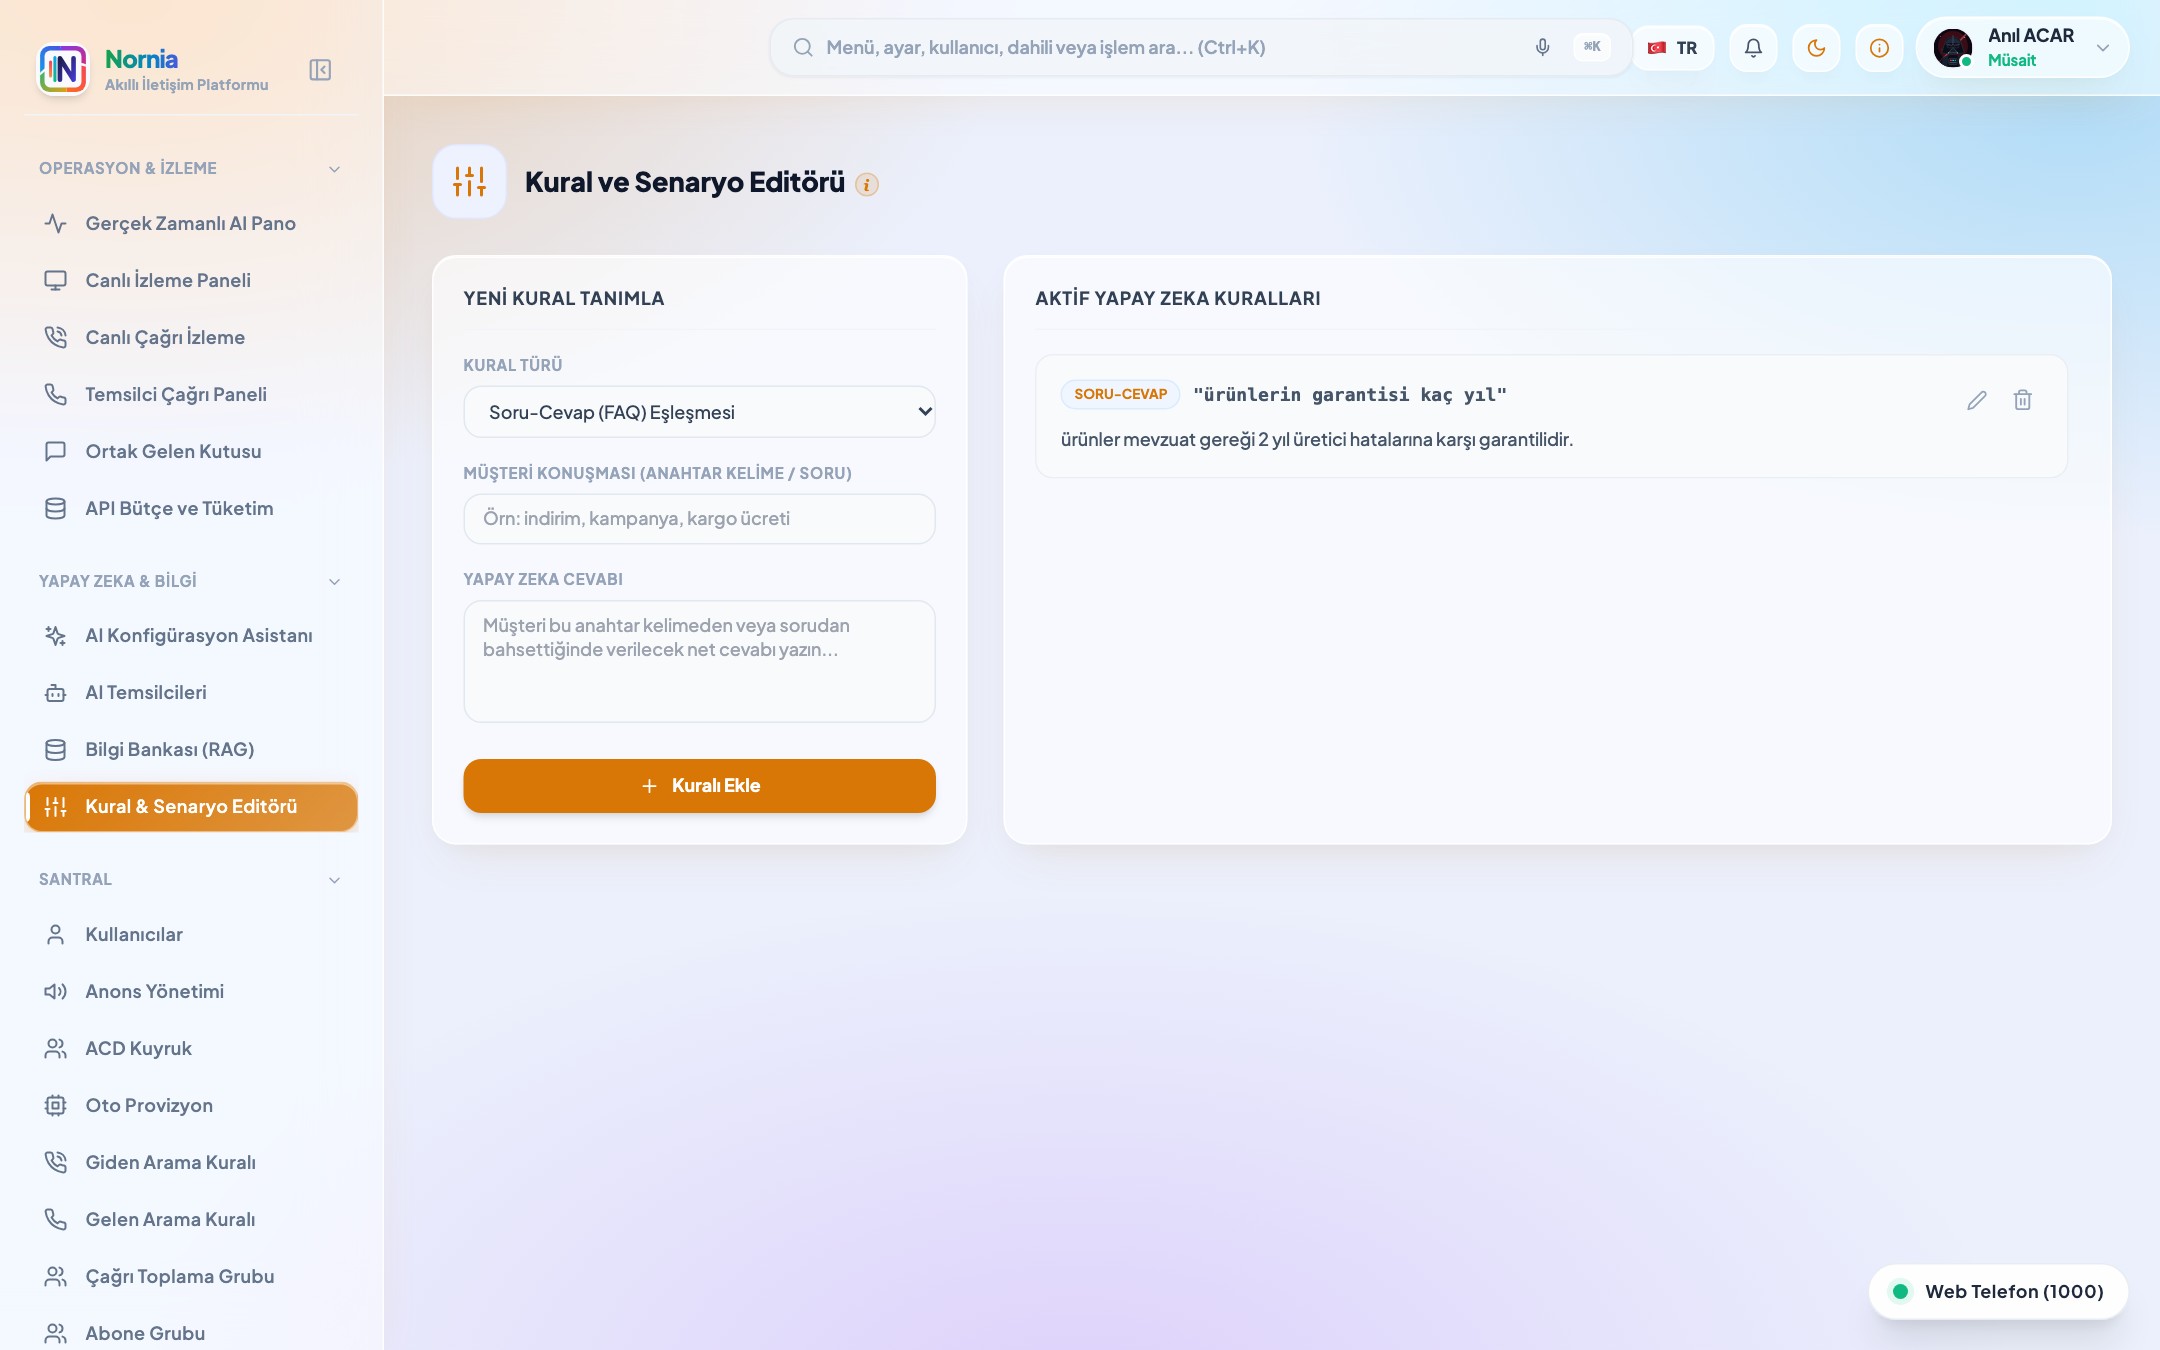 Nornia
Akıllı İletişim Platformu
Menü, ayar, kullanıcı, dahili veya işlem ara... (Ctrl+K)
⌘K
TR
Anıl ACAR
Müsait
OPERASYON & İZLEME
Gerçek Zamanlı AI Pano
Canlı İzleme Paneli
Canlı Çağrı İzleme
Temsilci Çağrı Paneli
Ortak Gelen Kutusu
API Bütçe ve Tüketim
YAPAY ZEKA & BİLGİ
AI Konfigürasyon Asistanı
AI Temsilcileri
Bilgi Bankası (RAG)
Kural & Senaryo Editörü
SANTRAL
Kullanıcılar
Anons Yönetimi
ACD Kuyruk
Oto Provizyon
Giden Arama Kuralı
Gelen Arama Kuralı
Çağrı Toplama Grubu
Abone Grubu
Kural ve Senaryo Editörü
YENİ KURAL TANIMLA
KURAL TÜRÜ
Soru-Cevap (FAQ) Eşleşmesi
MÜŞTERİ KONUŞMASI (ANAHTAR KELİME / SORU)
Örn: indirim, kampanya, kargo ücreti
YAPAY ZEKA CEVABI
Müşteri bu anahtar kelimeden veya sorudan
bahsettiğinde verilecek net cevabı yazın...
+ Kuralı Ekle
AKTİF YAPAY ZEKA KURALLARI
SORU-CEVAP "ürünlerin garantisi kaç yıl"
ürünler mevzuat gereği 2 yıl üretici hatalarına karşı garantilidir.
Web Telefon (1000)